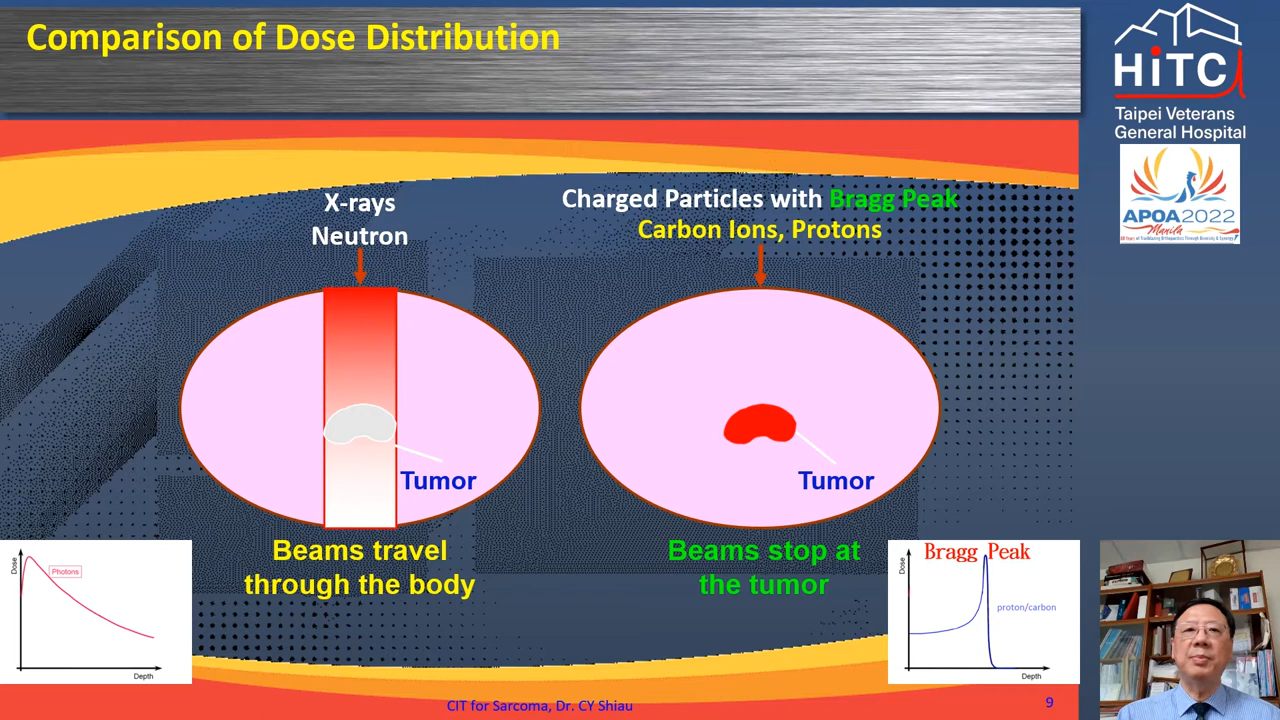 Comparison of Dose Distribution
HiTC
Taipei Veterans
General Hospital
APOA2022
Manila
X-rays
Neutron
Charged Particles with Bragg Peak
Carbon Ions, Protons
Tumor
Tumor
Beams travel
through the body
Beams stop at
the tumor
Dose
Photons
Depth
Dose
Bragg Peak
proton/carbon
Depth
CIT for Sarcoma, Dr. CY Shiau
9